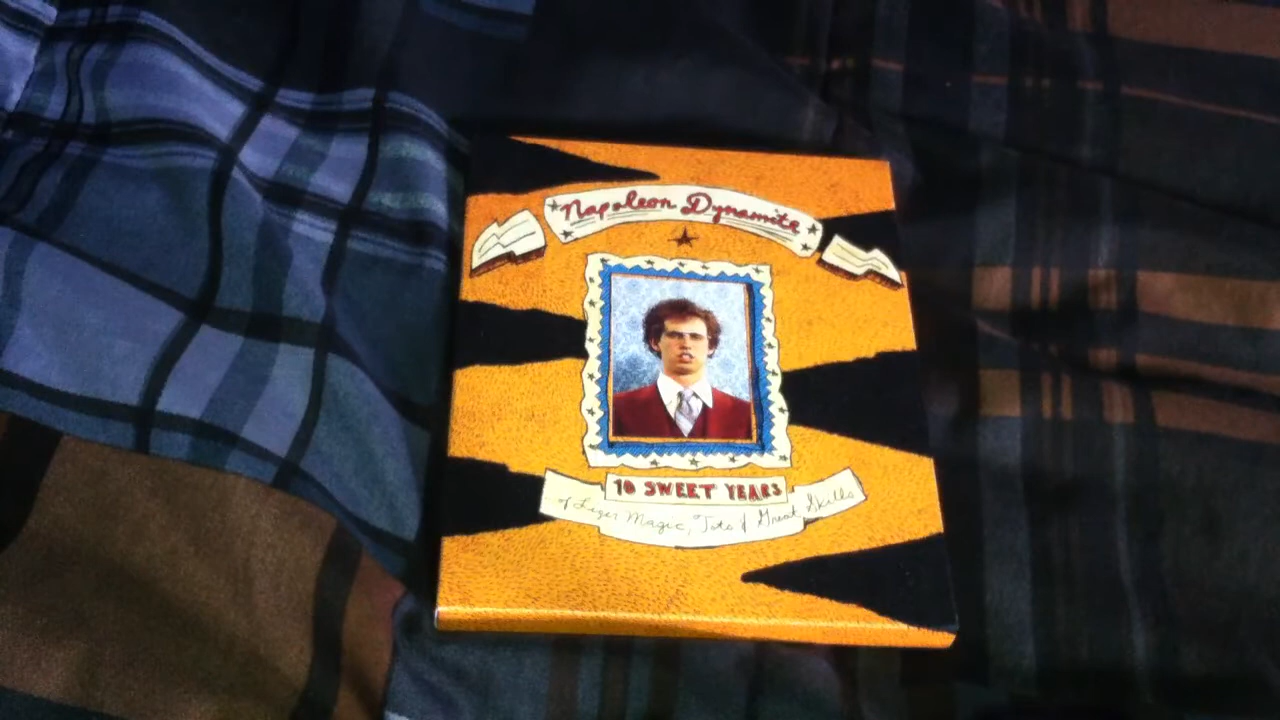 Napoleon Dynamite
10 SWEET YEARS
of Liger Magic, Tots & Great Skills